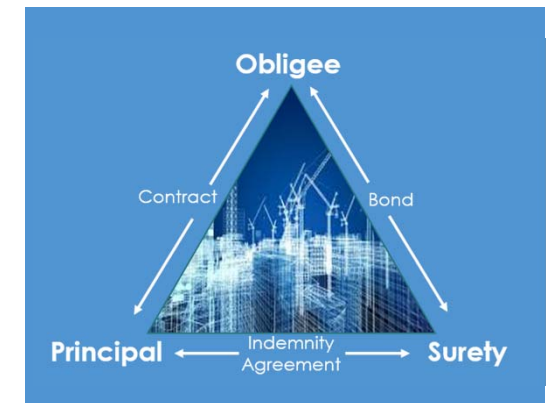 Obligee
Contract
Bond
Principal
Indemnity
Agreement
Surety